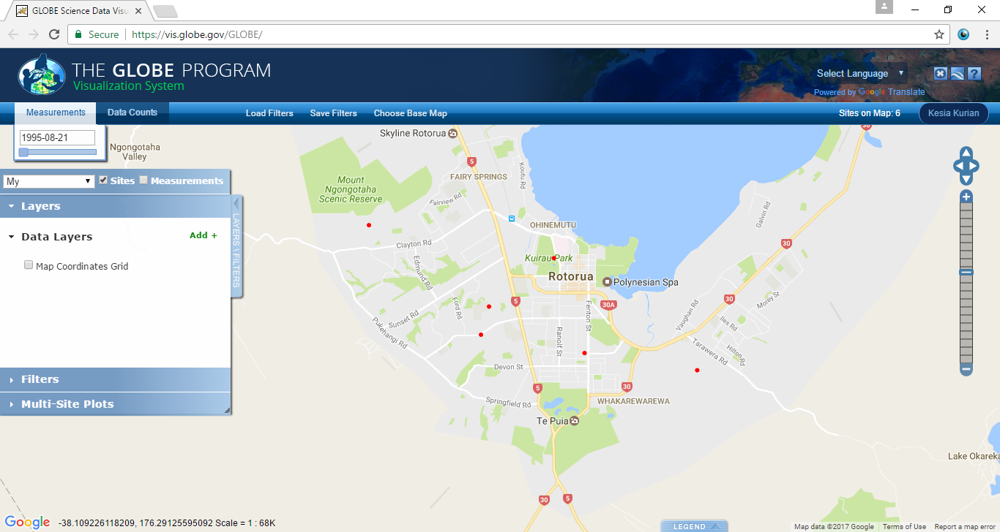 GLOBE Science Data Visu
Secure
https://vis.globe.gov/GLOBE/
THE GLOBE PROGRAM
Visualization System
Select Language
Powered by Google Translate
Measurements
Data Counts
Load Filters
Save Filters
Choose Base Map
Sites on Map: 6
Kesia Kurian
1995-08-21
My
Sites
Measurements
Layers
Data Layers
Add +
Map Coordinates Grid
LAYERS \ FILTERS
Filters
Multi-Site Plots
Ngongotaha
Valley
Skyline Rotorua
5
FAIRY SPRINGS
Koutu Rd
30
Mount
Ngongotaha
Scenic Reserve
Fairview Rd
OHINEMUTU
Galvin Rd
Clayton Rd
30
Kuirau Park
Edmund Rd
Rotorua
Polynesian Spa
5
Ford Rd
30A
Fenton St
30
Morey St
Vaughan Rd
Sunset Rd
Pukehangi Rd
Iles Rd
Ranolf St
Tarawera Rd
Hilton Rd
Devon St
5
30
Springfield Rd
WHAKAREWAREWA
Te Puia
Lake Okareka
30
5
Google
-38.109226118209, 176.29125595092 Scale = 1 : 68K
LEGEND
Map data ©2017 Google
Terms of Use
Report a map error